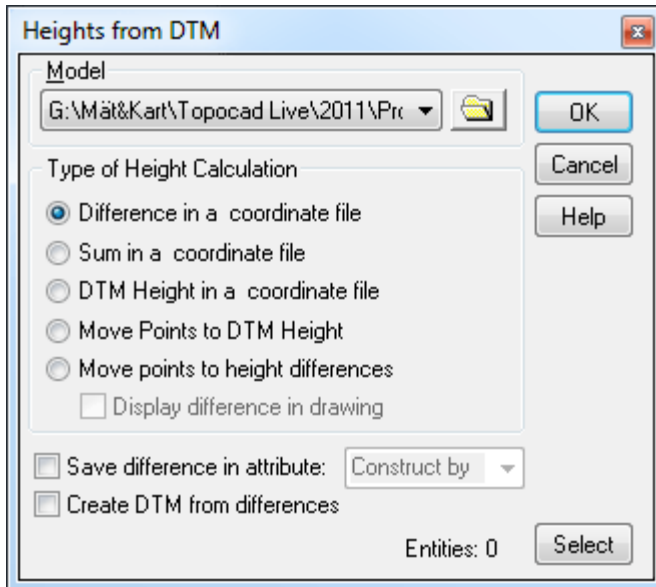 Heights from DTM
Model
G:\Mät&Kart\Topocad Live\2011\Prc
OK
Type of Height Calculation
Cancel
Difference in a  coordinate file
Help
Sum in a  coordinate file
DTM Height in a  coordinate file
Move Points to DTM Height
Move points to height differences
Display difference in drawing
Save difference in attribute: Construct by
Create DTM from differences
Entities: 0 Select